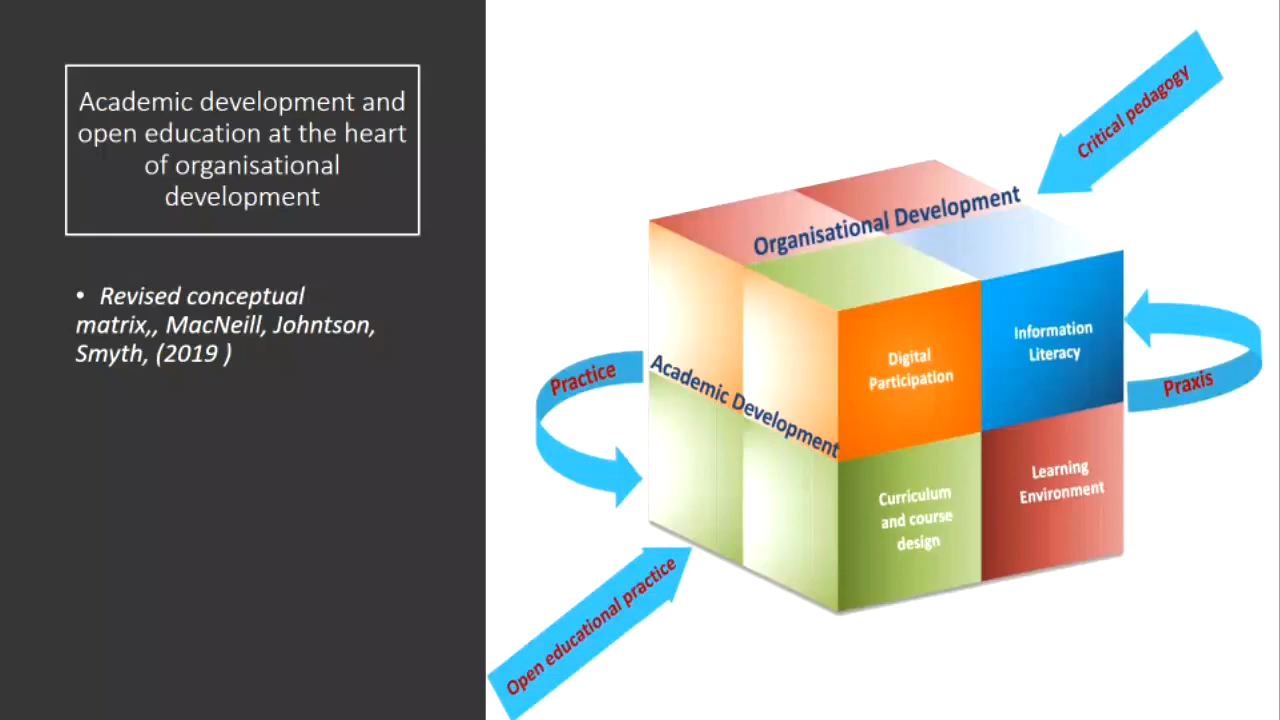 Academic development and
open education at the heart
of organisational
development
• Revised conceptual
matrix,, MacNeill, Johntson,
Smyth, (2019 )
Critical pedagogy
Organisational Development
Information
Literacy
Digital
Participation
Practice
Academic Development
Praxis
Learning
Environment
Curriculum
and course
design
Open educational practice